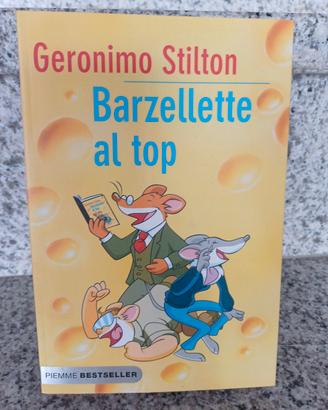 Geronimo Stilton
Barzellette
al top
PIEMME BESTSELLER